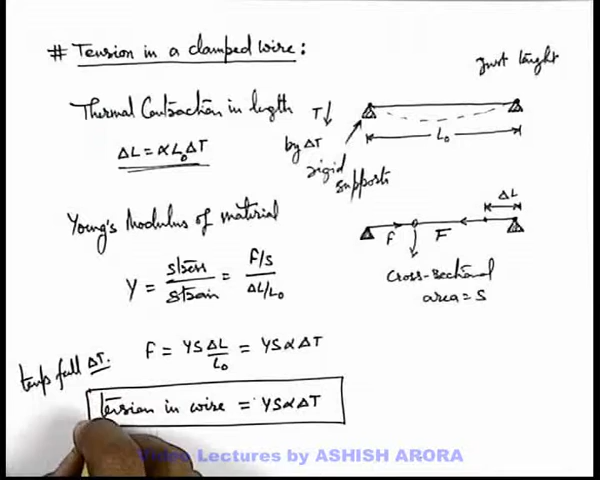 # Tension in a clamped wire:
just taught
Thermal Contraction in length
T↓
by ΔT
L₀
ΔL = αL₀ΔT
rigid
supports
ΔL
Young's Modulus of material
F
F
Y = stress/strain = F/S / ΔL/L₀
cross-sectional
area = S
F = YS ΔL/L₀ = YSαΔT
temp fall ΔT.
Tension in wire = YSαΔT
Video Lectures by ASHISH ARORA